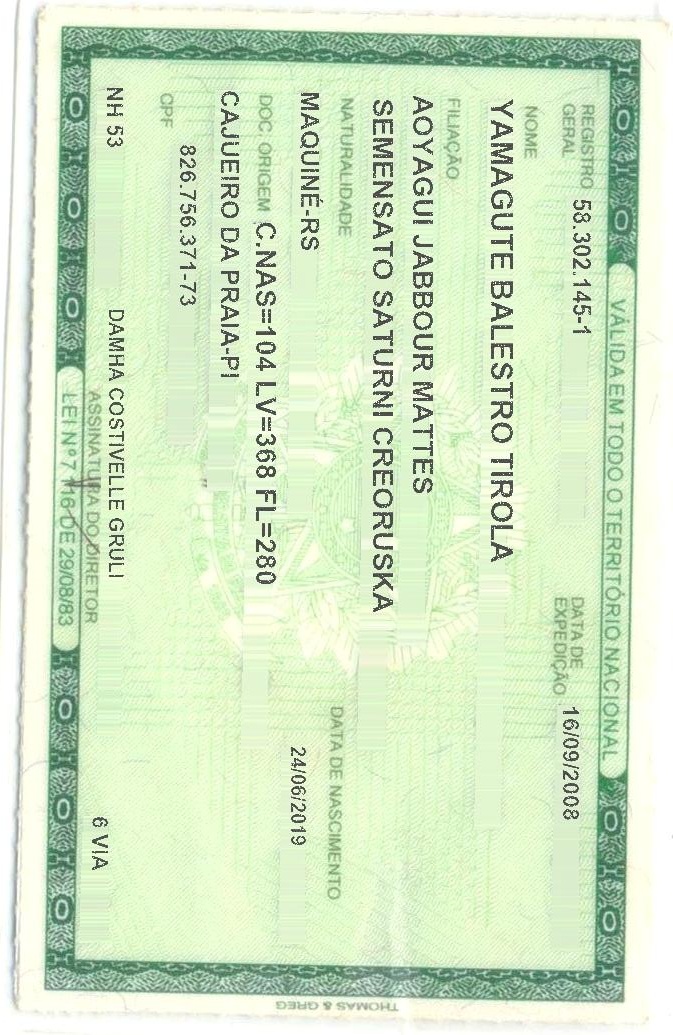 VÁLIDA EM TODO O TERRITÓRIO NACIONAL
REGISTRO GERAL 58.302.145-1 DATA DE EXPEDIÇÃO 16/09/2008
NOME
YAMAGUTE BALESTRO TIROLA
FILIAÇÃO
AOYAGUI JABBOUR MATTES
SEMENSATO SATURNI CREORUSKA
NATURALIDADE DATA DE NASCIMENTO
MAQUINÉ-RS 24/06/2019
DOC. ORIGEM C.NAS=104 LV=368 FL=280
CAJUEIRO DA PRAIA-PI
CPF 826.756.371-73
NH 53 DAMHA COSTIVELLE GRULI 6 VIA
ASSINATURA DO DIRETOR
LEI Nº 7.116 DE 29/08/83
THOMAS & GREG